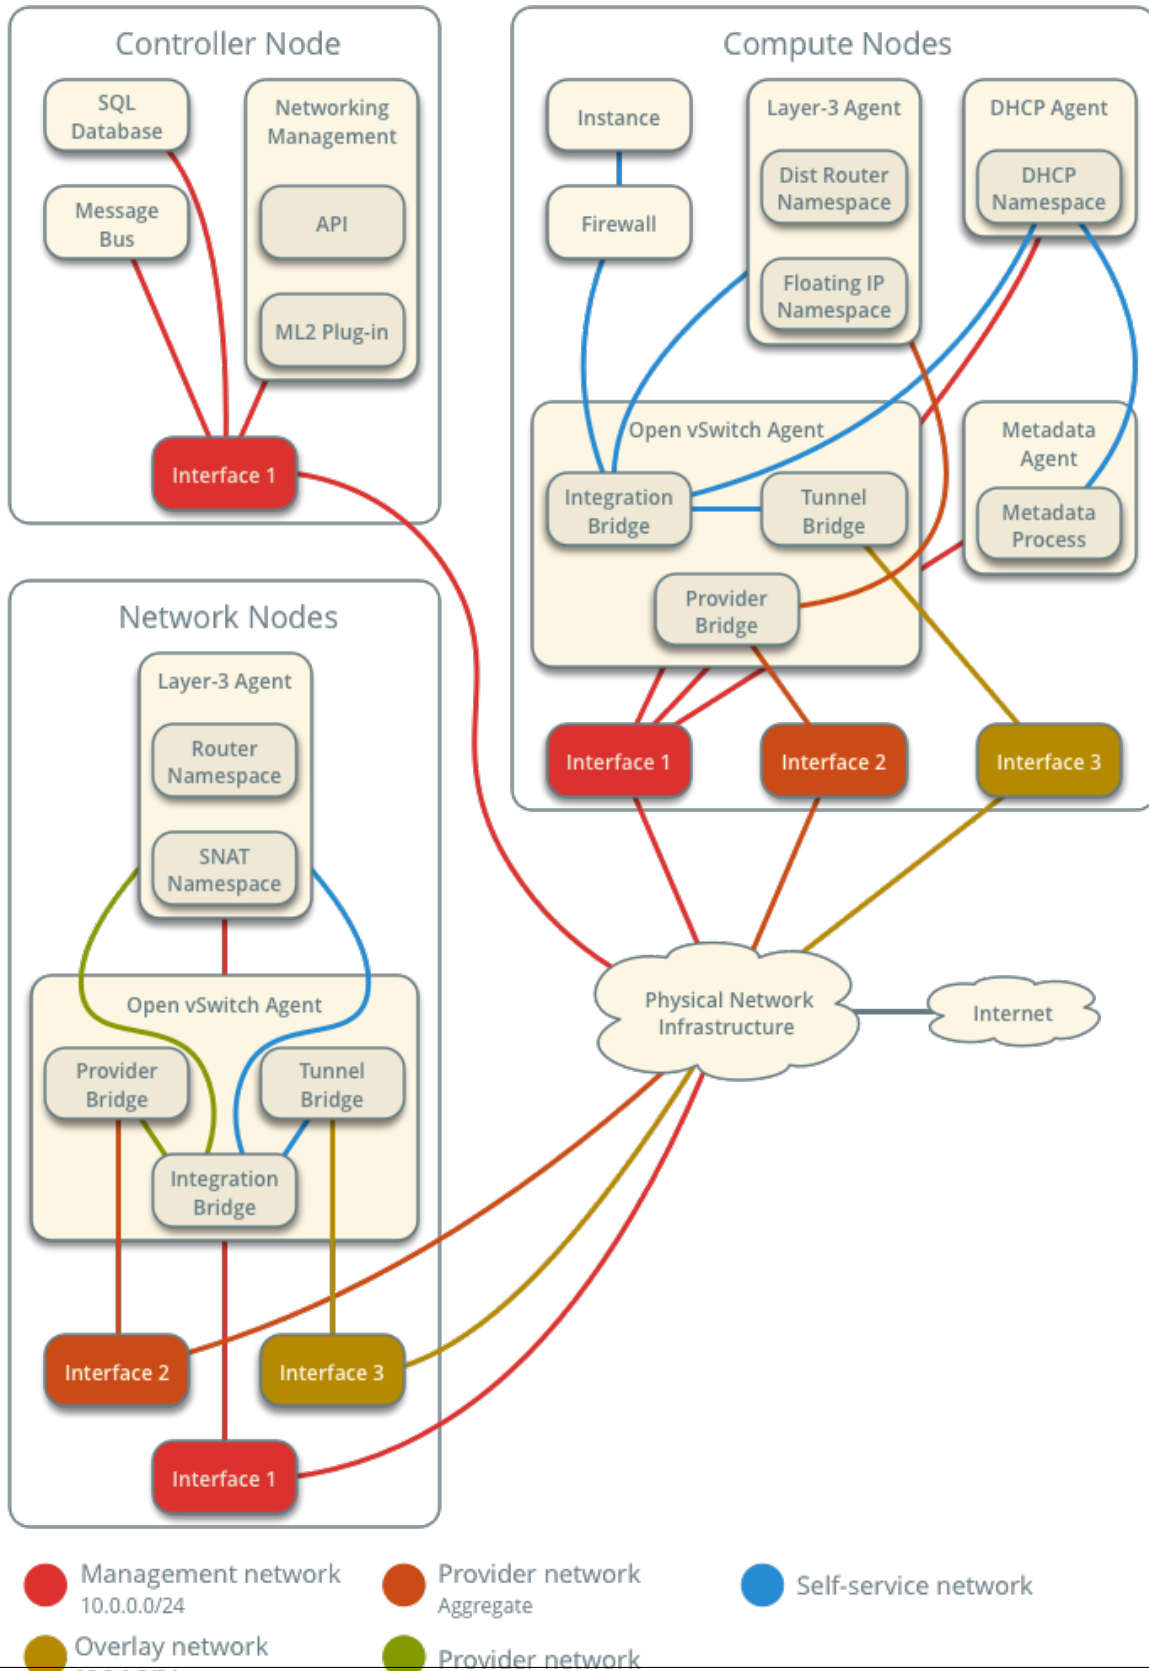 Controller Node
SQL
Database
Networking
Management
Message
Bus
API
ML2 Plug-in
Interface 1
Compute Nodes
Instance
Layer-3 Agent
DHCP Agent
Dist Router
Namespace
DHCP
Namespace
Firewall
Floating IP
Namespace
Open vSwitch Agent
Metadata
Agent
Integration
Bridge
Tunnel
Bridge
Metadata
Process
Provider
Bridge
Interface 1
Interface 2
Interface 3
Network Nodes
Layer-3 Agent
Router
Namespace
SNAT
Namespace
Open vSwitch Agent
Provider
Bridge
Tunnel
Bridge
Integration
Bridge
Interface 2
Interface 3
Interface 1
Physical Network
Infrastructure
Internet
Management network
10.0.0.0/24
Provider network
Aggregate
Self-service network
Overlay network
Provider network